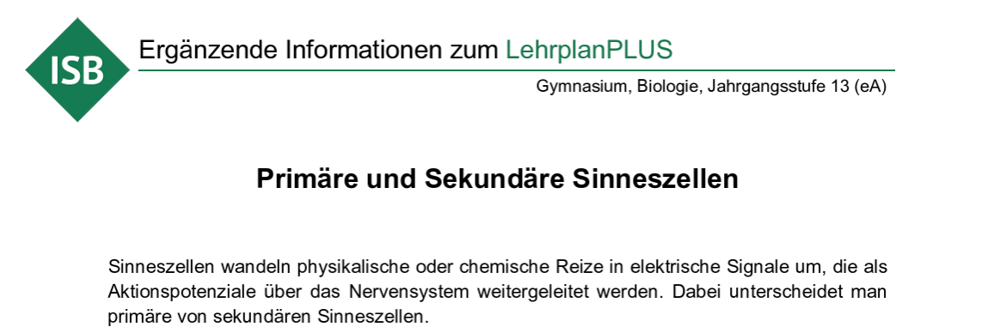 ISB
Ergänzende Informationen zum LehrplanPLUS
Gymnasium, Biologie, Jahrgangsstufe 13 (eA)
Primäre und Sekundäre Sinneszellen
Sinneszellen wandeln physikalische oder chemische Reize in elektrische Signale um, die als
Aktionspotenziale über das Nervensystem weitergeleitet werden. Dabei unterscheidet man
primäre von sekundären Sinneszellen.